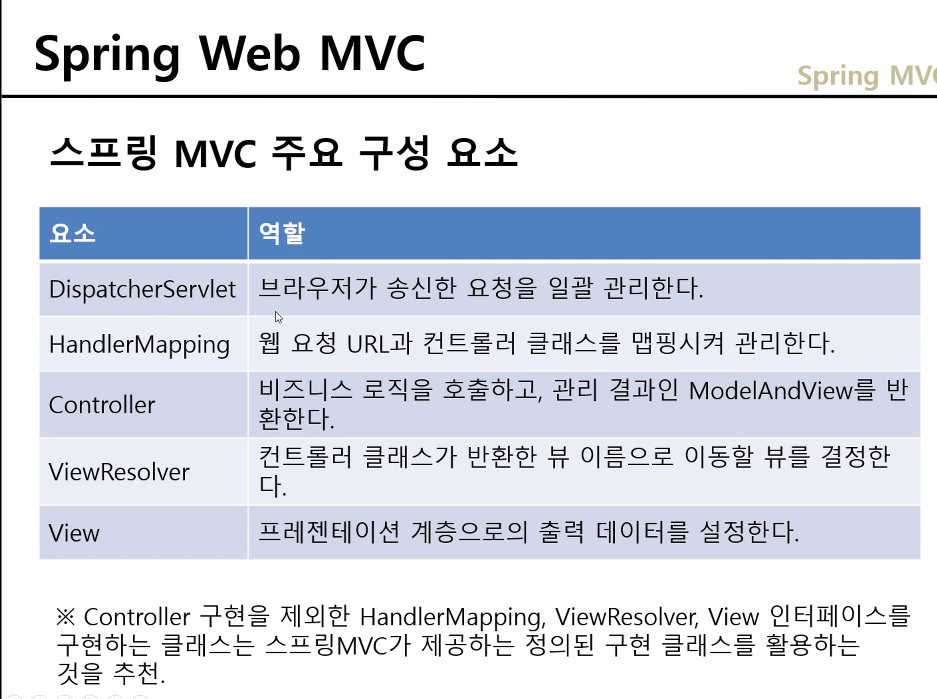 Spring Web MVC
Spring MV
스프링 MVC 주요 구성 요소
요소 역할
DispatcherServlet 브라우저가 송신한 요청을 일괄 관리한다.
HandlerMapping 웹 요청 URL과 컨트롤러 클래스를 맵핑시켜 관리한다.
Controller 비즈니스 로직을 호출하고, 관리 결과인 ModelAndView를 반
환한다.
ViewResolver 컨트롤러 클래스가 반환한 뷰 이름으로 이동할 뷰를 결정한
다.
View 프레젠테이션 계층으로의 출력 데이터를 설정한다.
※ Controller 구현을 제외한 HandlerMapping, ViewResolver, View 인터페이스를
구현하는 클래스는 스프링MVC가 제공하는 정의된 구현 클래스를 활용하는
것을 추천.